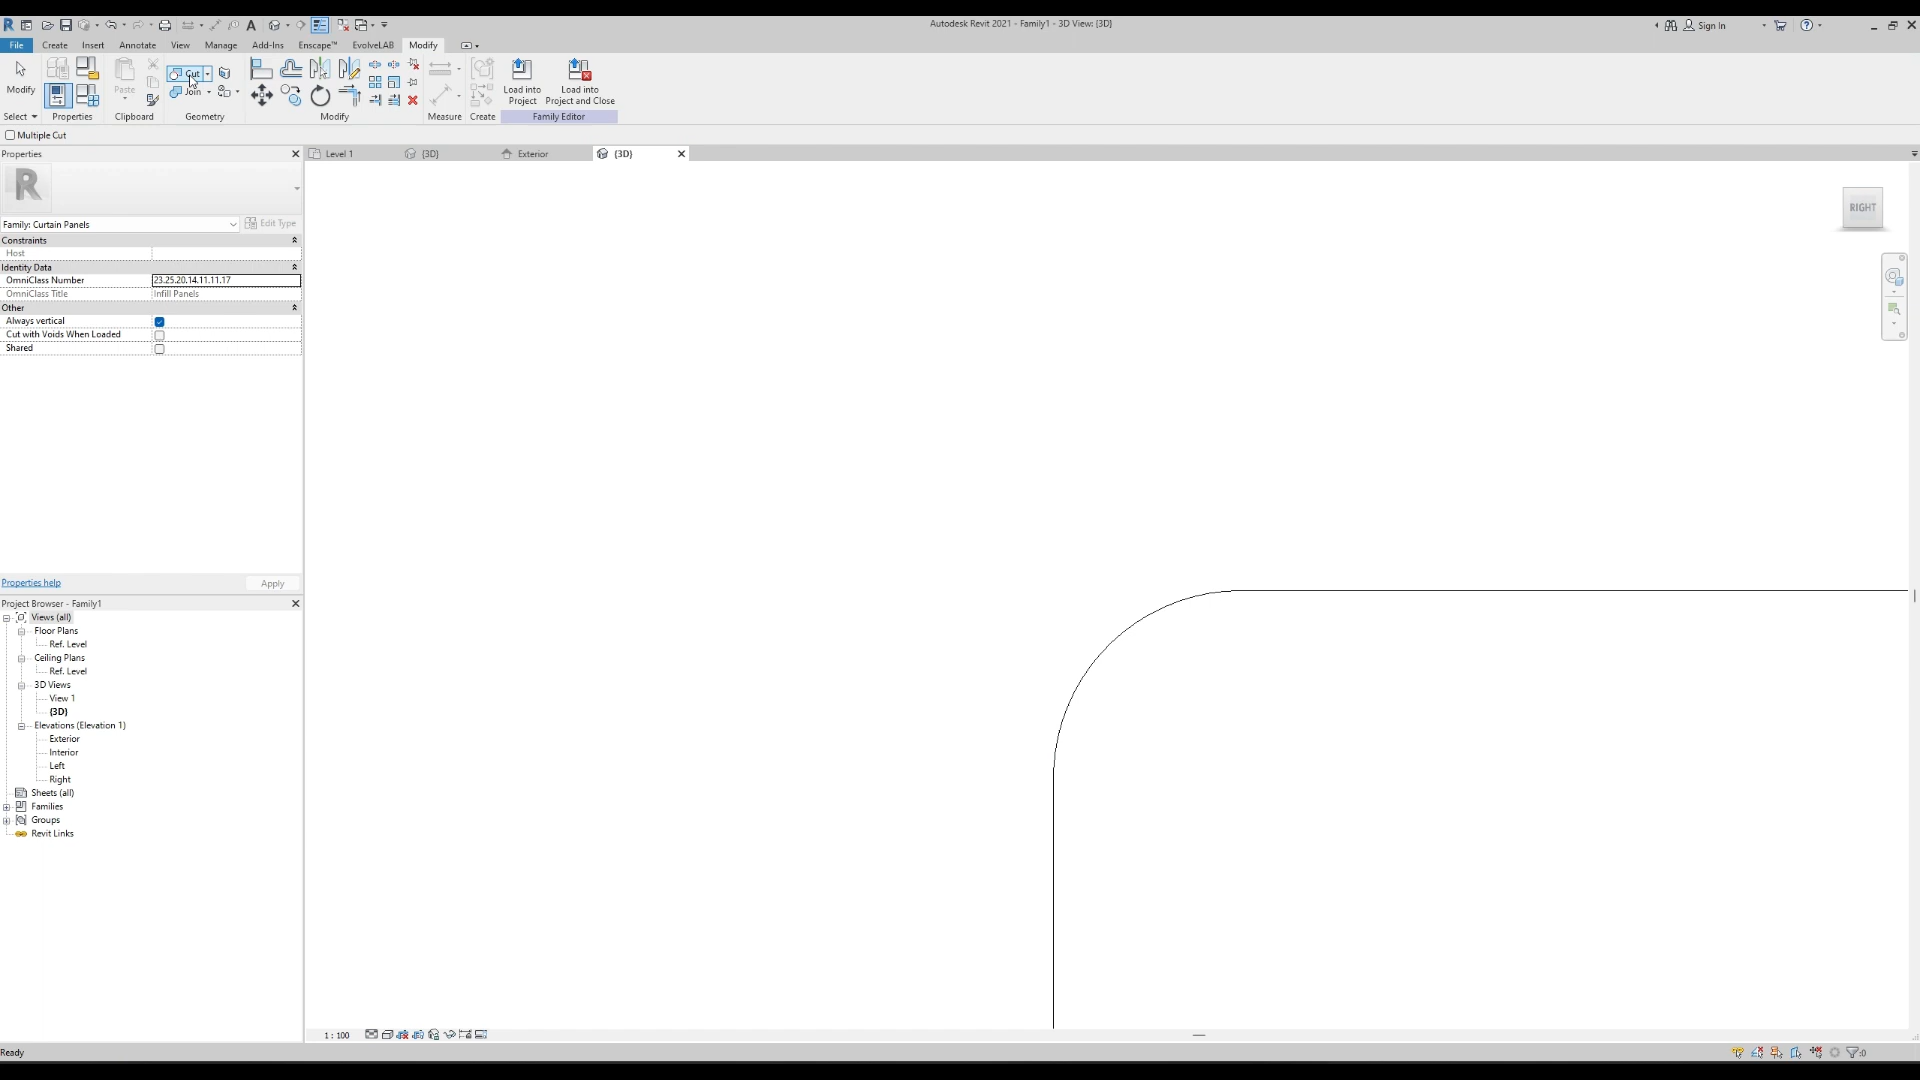 Autodesk Revit 2021 - Family1 - 3D View: {3D}
Sign In
File Create Insert Annotate View Manage Add-Ins Enscape™ EvolveLAB Modify
Modify
Paste
Cut
Join
Load into Project
Load into Project and Close
Select Properties Clipboard Geometry Modify Measure Create Family Editor
Multiple Cut
Properties
Level 1 {3D} Exterior {3D}
RIGHT
Family: Curtain Panels
Edit Type
Constraints
Host
Identity Data
OmniClass Number 23.25.20.14.11.11.17
OmniClass Title Infill Panels
Other
Always vertical
Cut with Voids When Loaded
Shared
Properties help
Apply
Project Browser - Family1
Views (all)
Floor Plans
Ref. Level
Ceiling Plans
Ref. Level
3D Views
View 1
{3D}
Elevations (Elevation 1)
Exterior
Interior
Left
Right
Sheets (all)
Families
Groups
Revit Links
1 : 100
Ready
:0